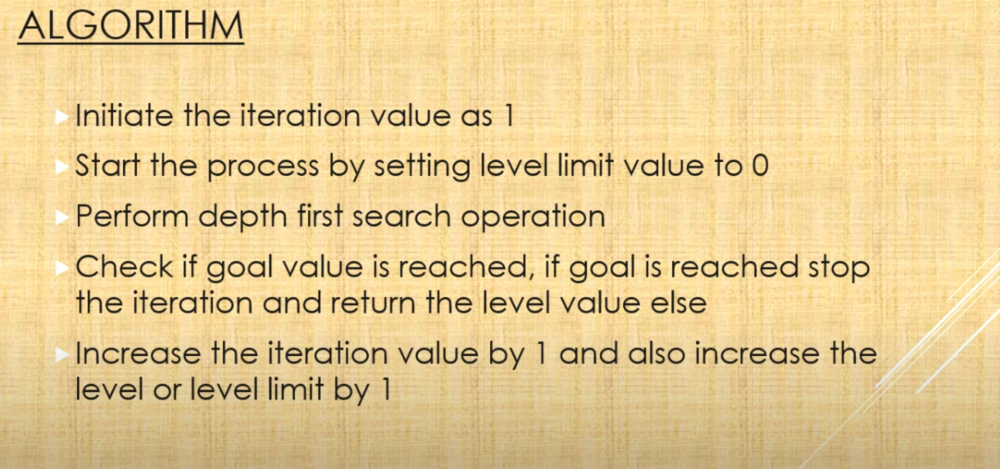 ALGORITHM
Initiate the iteration value as 1
Start the process by setting level limit value to 0
Perform depth first search operation
Check if goal value is reached, if goal is reached stop
the iteration and return the level value else
Increase the iteration value by 1 and also increase the
level or level limit by 1